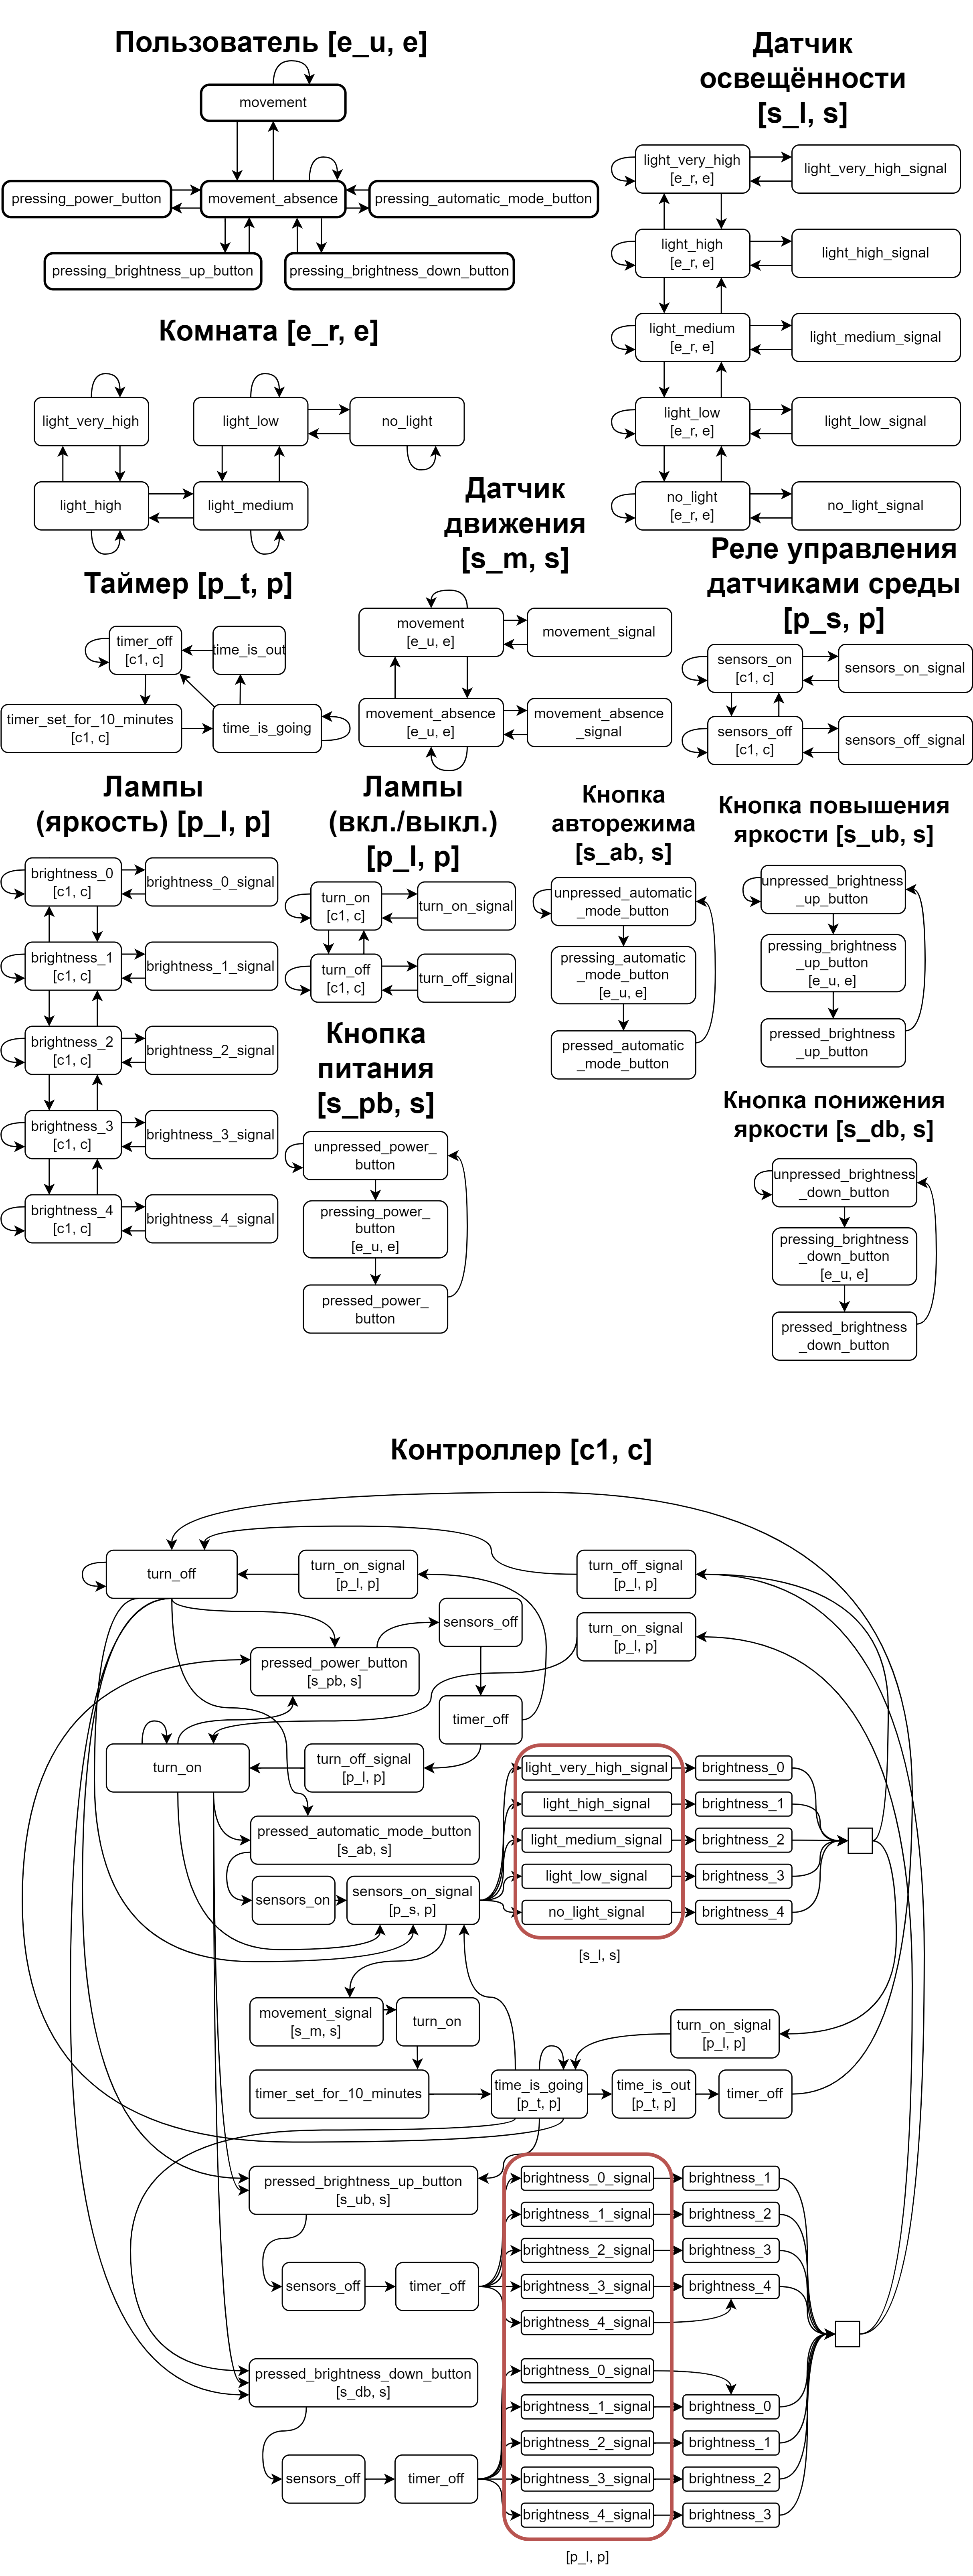 Пользователь [e_u, e]
movement
pressing_power_button
movement_absence
pressing_automatic_mode_button
pressing_brightness_up_button
pressing_brightness_down_button
Датчик
освещённости
[s_l, s]
light_very_high
[e_r, e]
light_very_high_signal
light_high
[e_r, e]
light_high_signal
light_medium
[e_r, e]
light_medium_signal
light_low
[e_r, e]
light_low_signal
no_light
[e_r, e]
no_light_signal
Комната [e_r, e]
light_very_high
light_low
no_light
light_high
light_medium
Датчик
движения
[s_m, s]
movement
[e_u, e]
movement_signal
movement_absence
[e_u, e]
movement_absence
_signal
Реле управления
датчиками среды
[p_s, p]
sensors_on
[c1, c]
sensors_on_signal
sensors_off
[c1, c]
sensors_off_signal
Таймер [p_t, p]
timer_off
[c1, c]
time_is_out
timer_set_for_10_minutes
[c1, c]
time_is_going
Лампы
(яркость) [p_l, p]
brightness_0
[c1, c]
brightness_0_signal
brightness_1
[c1, c]
brightness_1_signal
brightness_2
[c1, c]
brightness_2_signal
brightness_3
[c1, c]
brightness_3_signal
brightness_4
[c1, c]
brightness_4_signal
Лампы
(вкл./выкл.)
[p_l, p]
turn_on
[c1, c]
turn_on_signal
turn_off
[c1, c]
turn_off_signal
Кнопка
питания
[s_pb, s]
unpressed_power_
button
pressing_power_
button
[e_u, e]
pressed_power_
button
Кнопка
авторежима
[s_ab, s]
unpressed_automatic
_mode_button
pressing_automatic
_mode_button
[e_u, e]
pressed_automatic
_mode_button
Кнопка повышения
яркости [s_ub, s]
unpressed_brightness
_up_button
pressing_brightness
_up_button
[e_u, e]
pressed_brightness
_up_button
Кнопка понижения
яркости [s_db, s]
unpressed_brightness
_down_button
pressing_brightness
_down_button
[e_u, e]
pressed_brightness
_down_button
Контроллер [c1, c]
turn_off
turn_on_signal
[p_l, p]
turn_off_signal
[p_l, p]
sensors_off
turn_on_signal
[p_l, p]
pressed_power_button
[s_pb, s]
timer_off
turn_on
turn_off_signal
[p_l, p]
light_very_high_signal
brightness_0
light_high_signal
brightness_1
light_medium_signal
brightness_2
light_low_signal
brightness_3
no_light_signal
brightness_4
[s_l, s]
pressed_automatic_mode_button
[s_ab, s]
sensors_on
sensors_on_signal
[p_s, p]
movement_signal
[s_m, s]
turn_on
turn_on_signal
[p_l, p]
timer_set_for_10_minutes
time_is_going
[p_t, p]
time_is_out
[p_t, p]
timer_off
pressed_brightness_up_button
[s_ub, s]
sensors_off
timer_off
brightness_0_signal
brightness_1
brightness_1_signal
brightness_2
brightness_2_signal
brightness_3
brightness_3_signal
brightness_4
brightness_4_signal
pressed_brightness_down_button
[s_db, s]
sensors_off
timer_off
brightness_0_signal
brightness_1_signal
brightness_0
brightness_2_signal
brightness_1
brightness_3_signal
brightness_2
brightness_4_signal
brightness_3
[p_l, p]